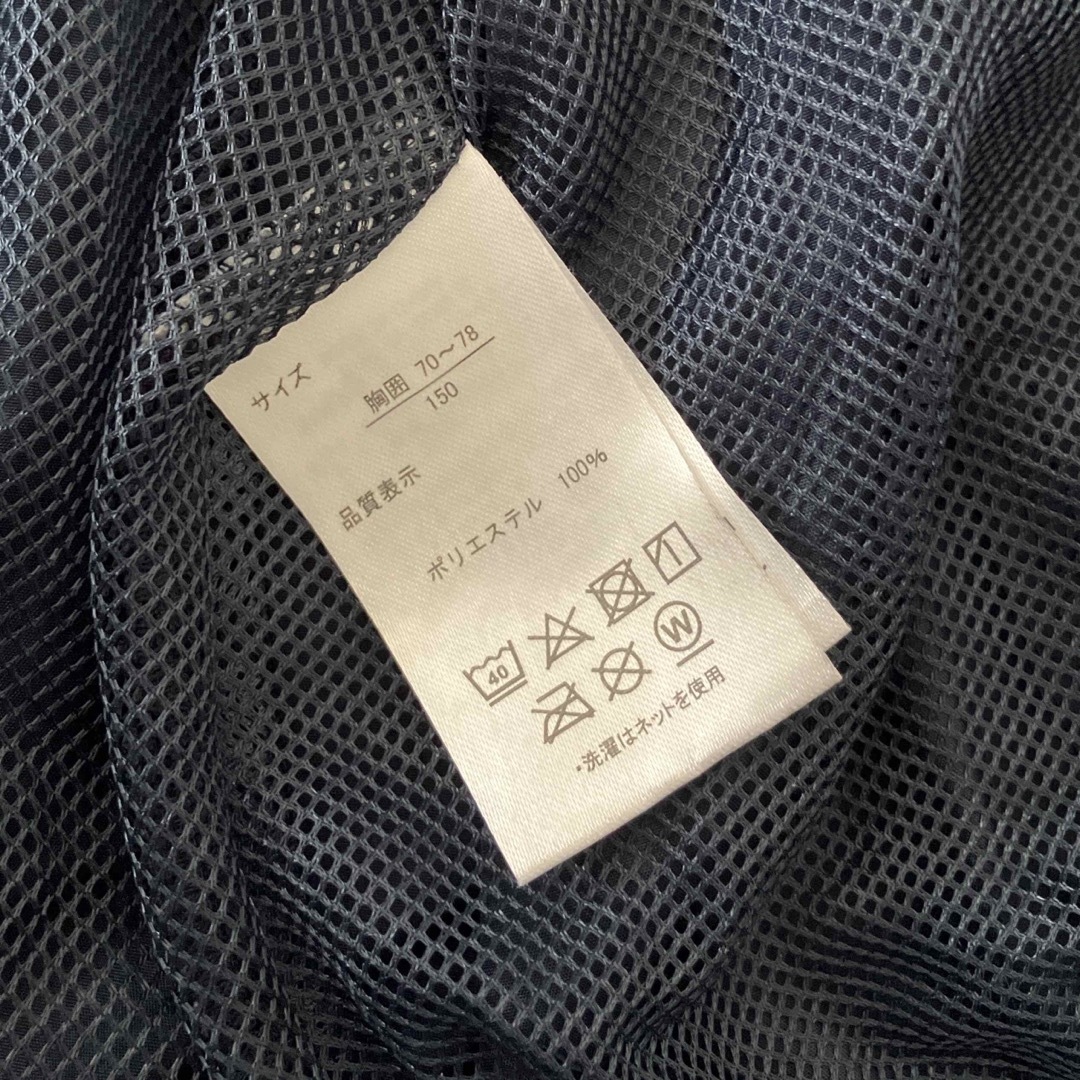 サイズ
胸囲 70～78
150
品質表示
ポリエステル 100%
40
W
・洗濯はネットを使用